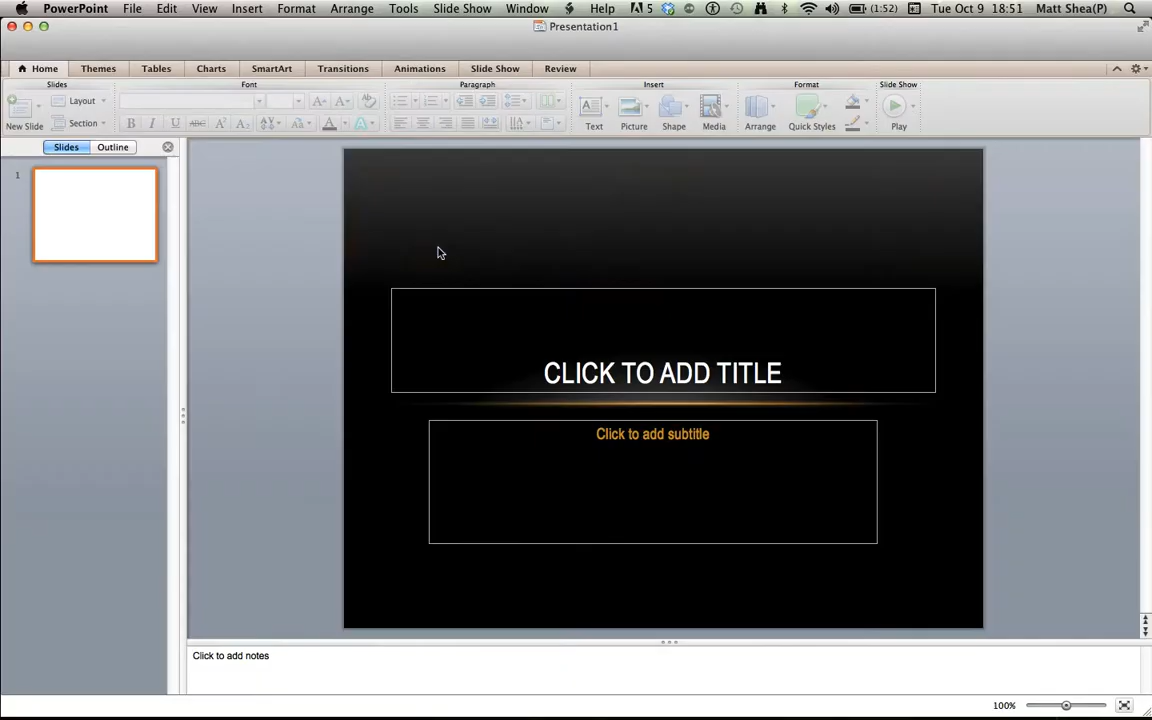 PowerPoint File Edit View Insert Format Arrange Tools Slide Show Window Help 5 (1:52) Tue Oct 9 18:51 Matt Shea(P)
Presentation1
Home Themes Tables Charts SmartArt Transitions Animations Slide Show Review
Slides Font Paragraph Insert Format Slide Show
Layout
Section
New Slide
B I U ABC A A Aa A A
Text Picture Shape Media Arrange Quick Styles Play
Slides Outline
1
CLICK TO ADD TITLE
Click to add subtitle
Click to add notes
100%